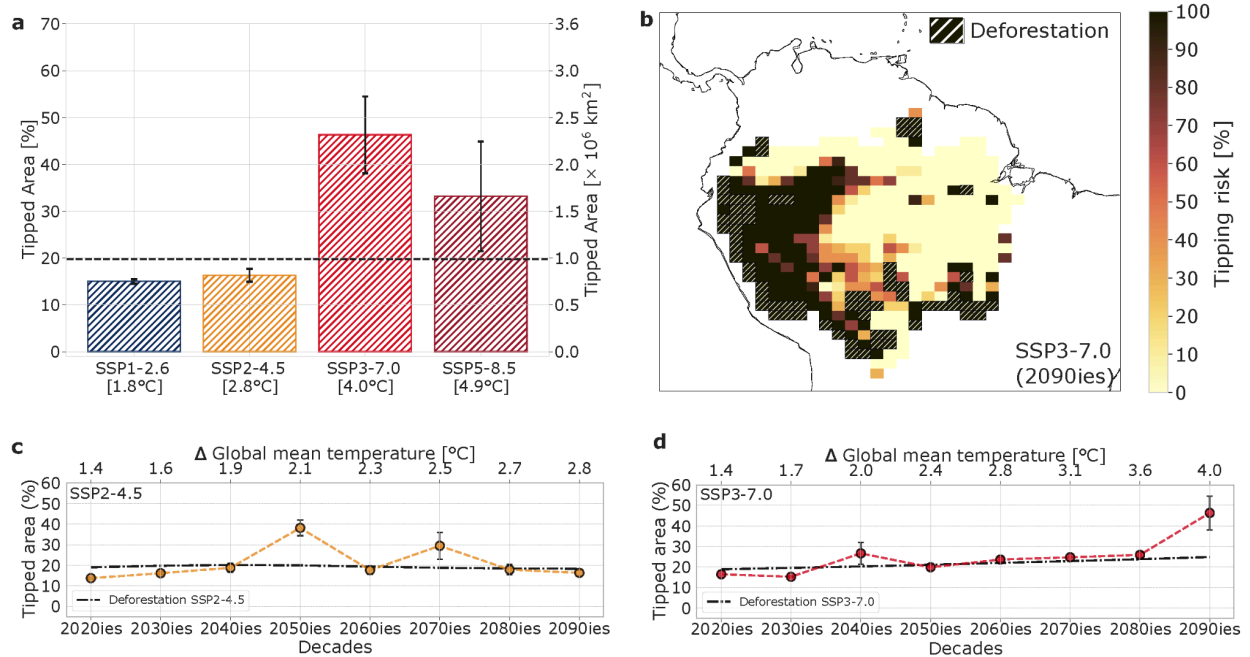 a
70
60
50
40
30
20
10
0
Tipped Area [%]
3.6
3.0
2.5
2.0
1.5
1.0
0.5
0.0
Tipped Area [× 10⁶ km²]
SSP1-2.6
[1.8°C]
SSP2-4.5
[2.8°C]
SSP3-7.0
[4.0°C]
SSP5-8.5
[4.9°C]
b
Deforestation
SSP3-7.0
(2090ies)
100
90
80
70
60
50
40
30
20
10
0
Tipping risk [%]
c
Δ Global mean temperature [°C]
1.4 1.6 1.9 2.1 2.3 2.5 2.7 2.8
SSP2-4.5
60
50
40
30
20
10
0
Tipped area (%)
Deforestation SSP2-4.5
2020ies 2030ies 2040ies 2050ies 2060ies 2070ies 2080ies 2090ies
Decades
d
Δ Global mean temperature [°C]
1.4 1.7 2.0 2.4 2.8 3.1 3.6 4.0
SSP3-7.0
60
50
40
30
20
10
0
Tipped area (%)
Deforestation SSP3-7.0
2020ies 2030ies 2040ies 2050ies 2060ies 2070ies 2080ies 2090ies
Decades